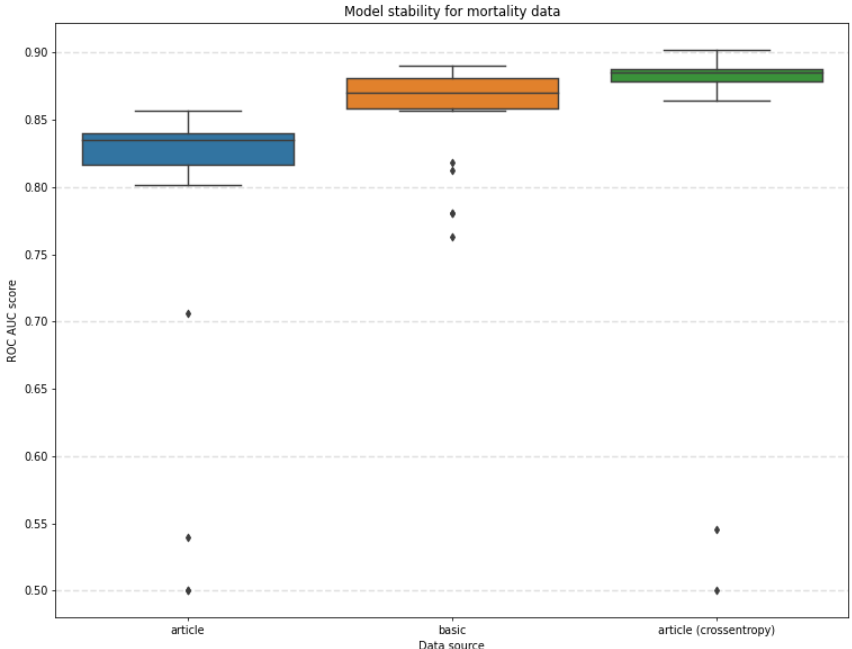 Model stability for mortality data
ROC AUC score
0.90
0.85
0.80
0.75
0.70
0.65
0.60
0.55
0.50
article
basic
article (crossentropy)
Data source